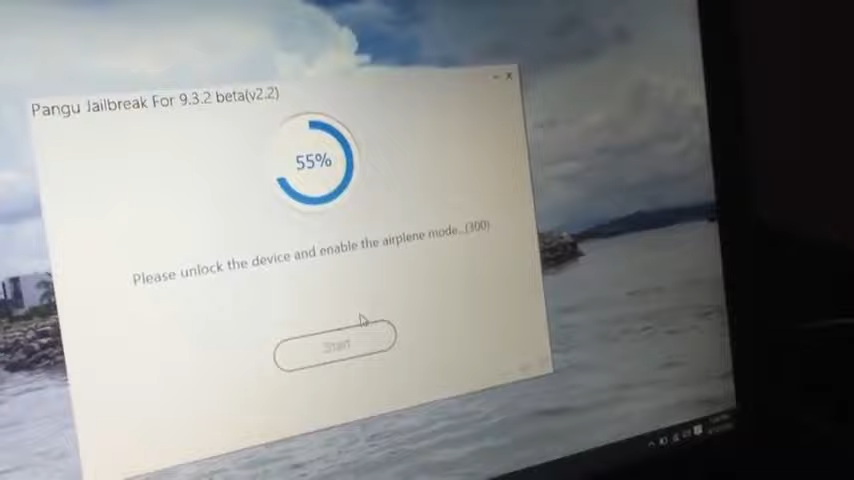 Pangu Jailbreak For 9.3.2 beta(v2.2)
55%
Please unlock the device and enable the airplene mode...(300)
Start